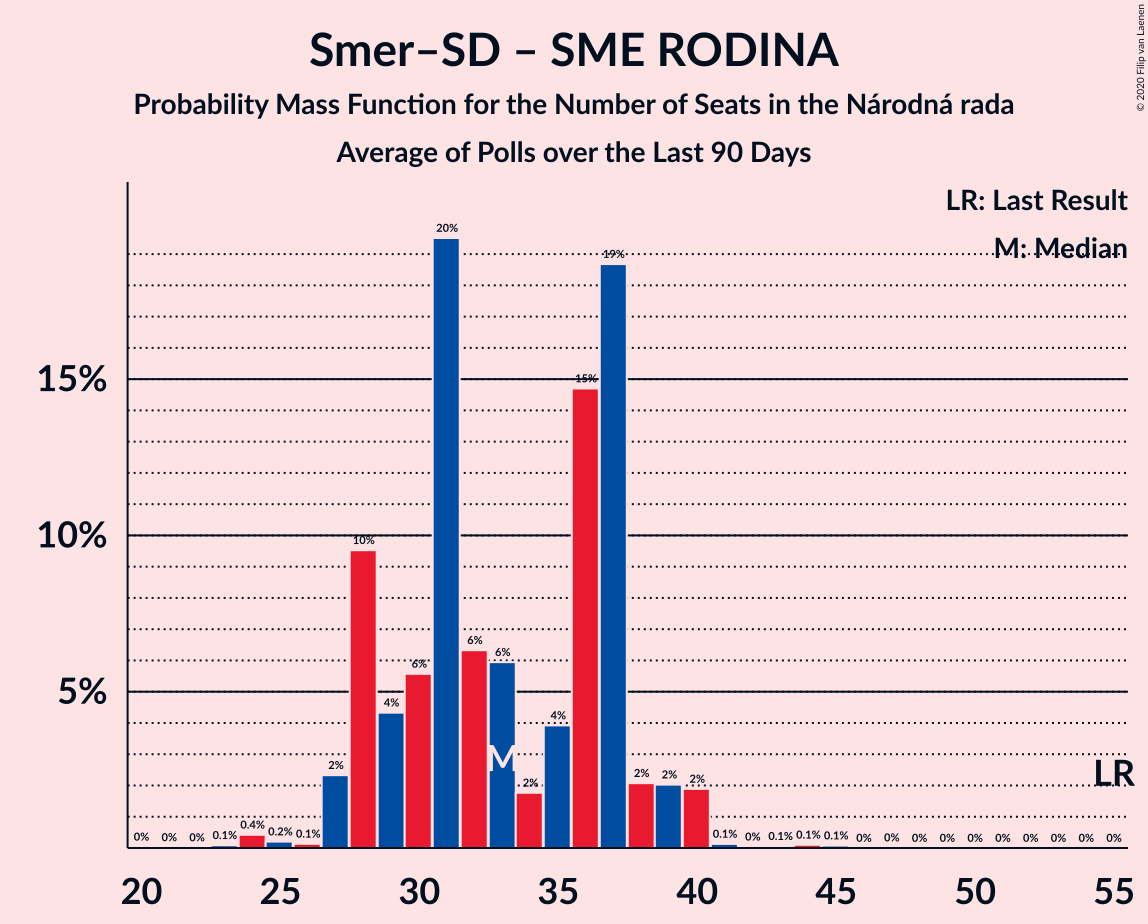 Smer–SD – SME RODINA
Probability Mass Function for the Number of Seats in the Národná rada
Average of Polls over the Last 90 Days
© 2020 Filip van Laenen
LR: Last Result
M: Median
15%
10%
5%
0% 0% 0% 0.1% 0.4% 0.2% 0.1% 2% 10% 4% 6% 20% 6% 6% 2% 4% 15% 19% 2% 2% 2% 0.1% 0% 0.1% 0.1% 0.1% 0% 0% 0% 0% 0% 0% 0% 0% 0% 0%
M
LR
20 25 30 35 40 45 50 55